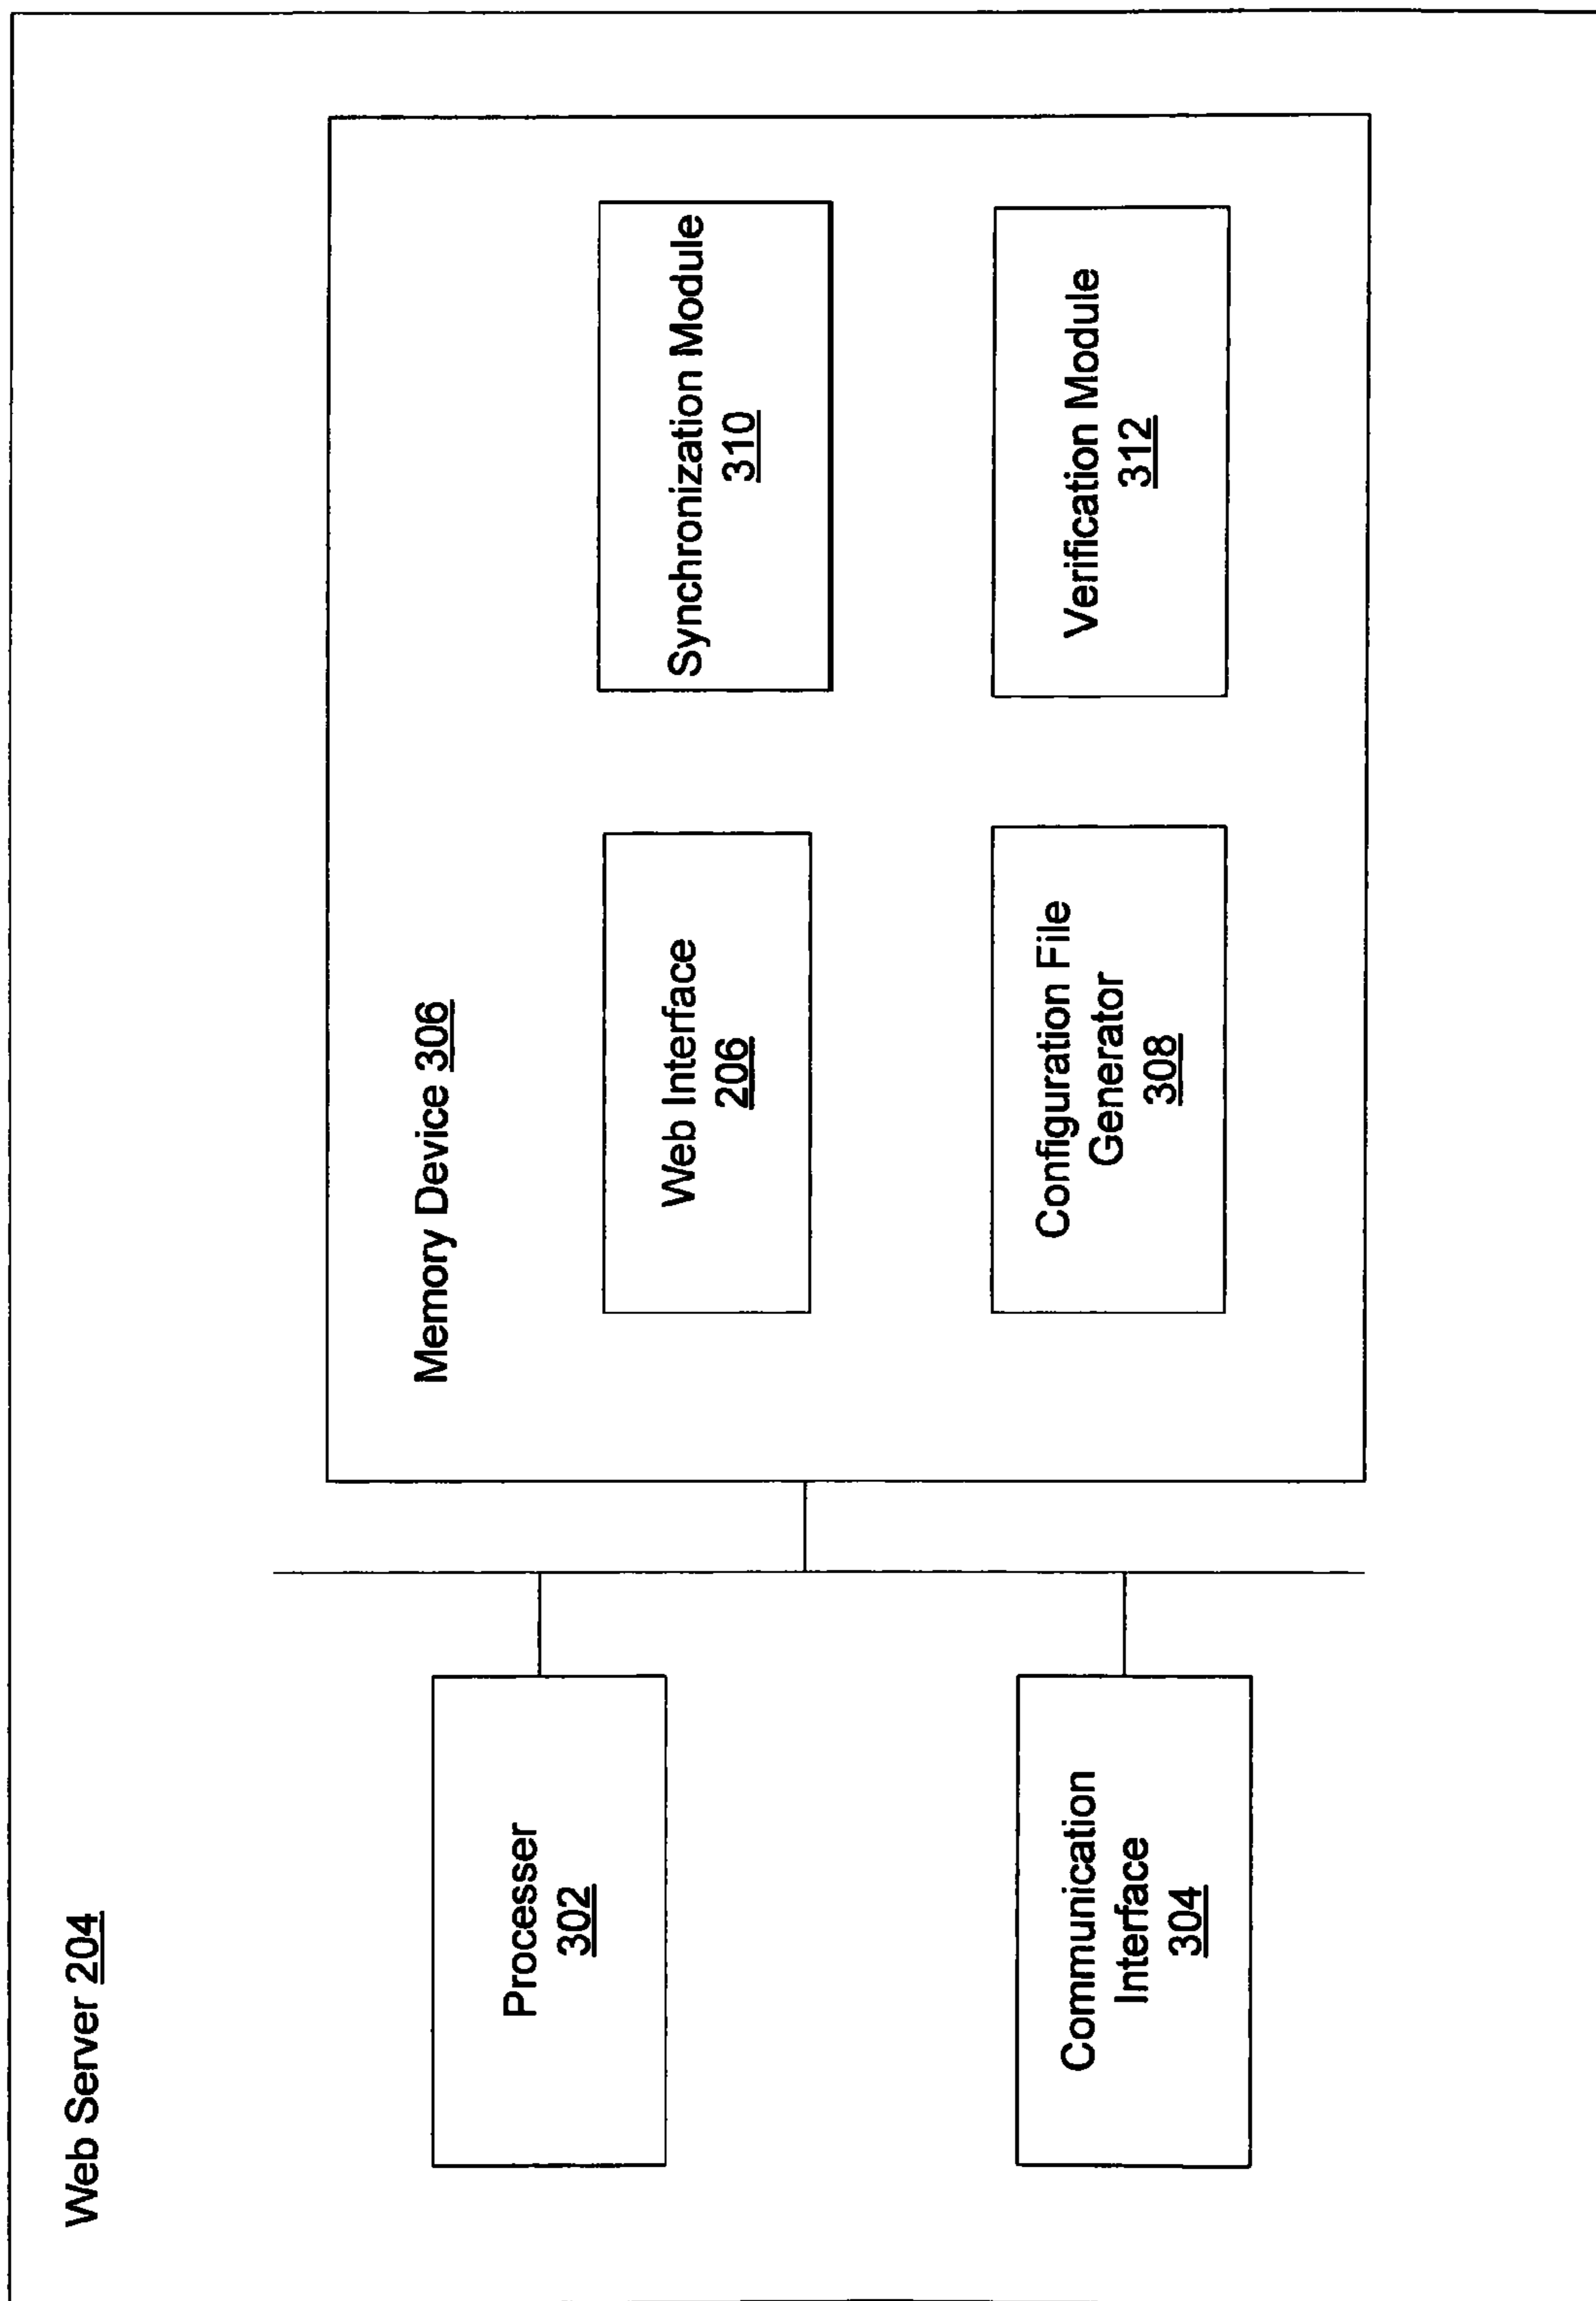 Web Server 204
Processer
302
Communication
Interface
304
Memory Device 306
Web Interface
206
Synchronization Module
310
Configuration File
Generator
308
Verification Module
312